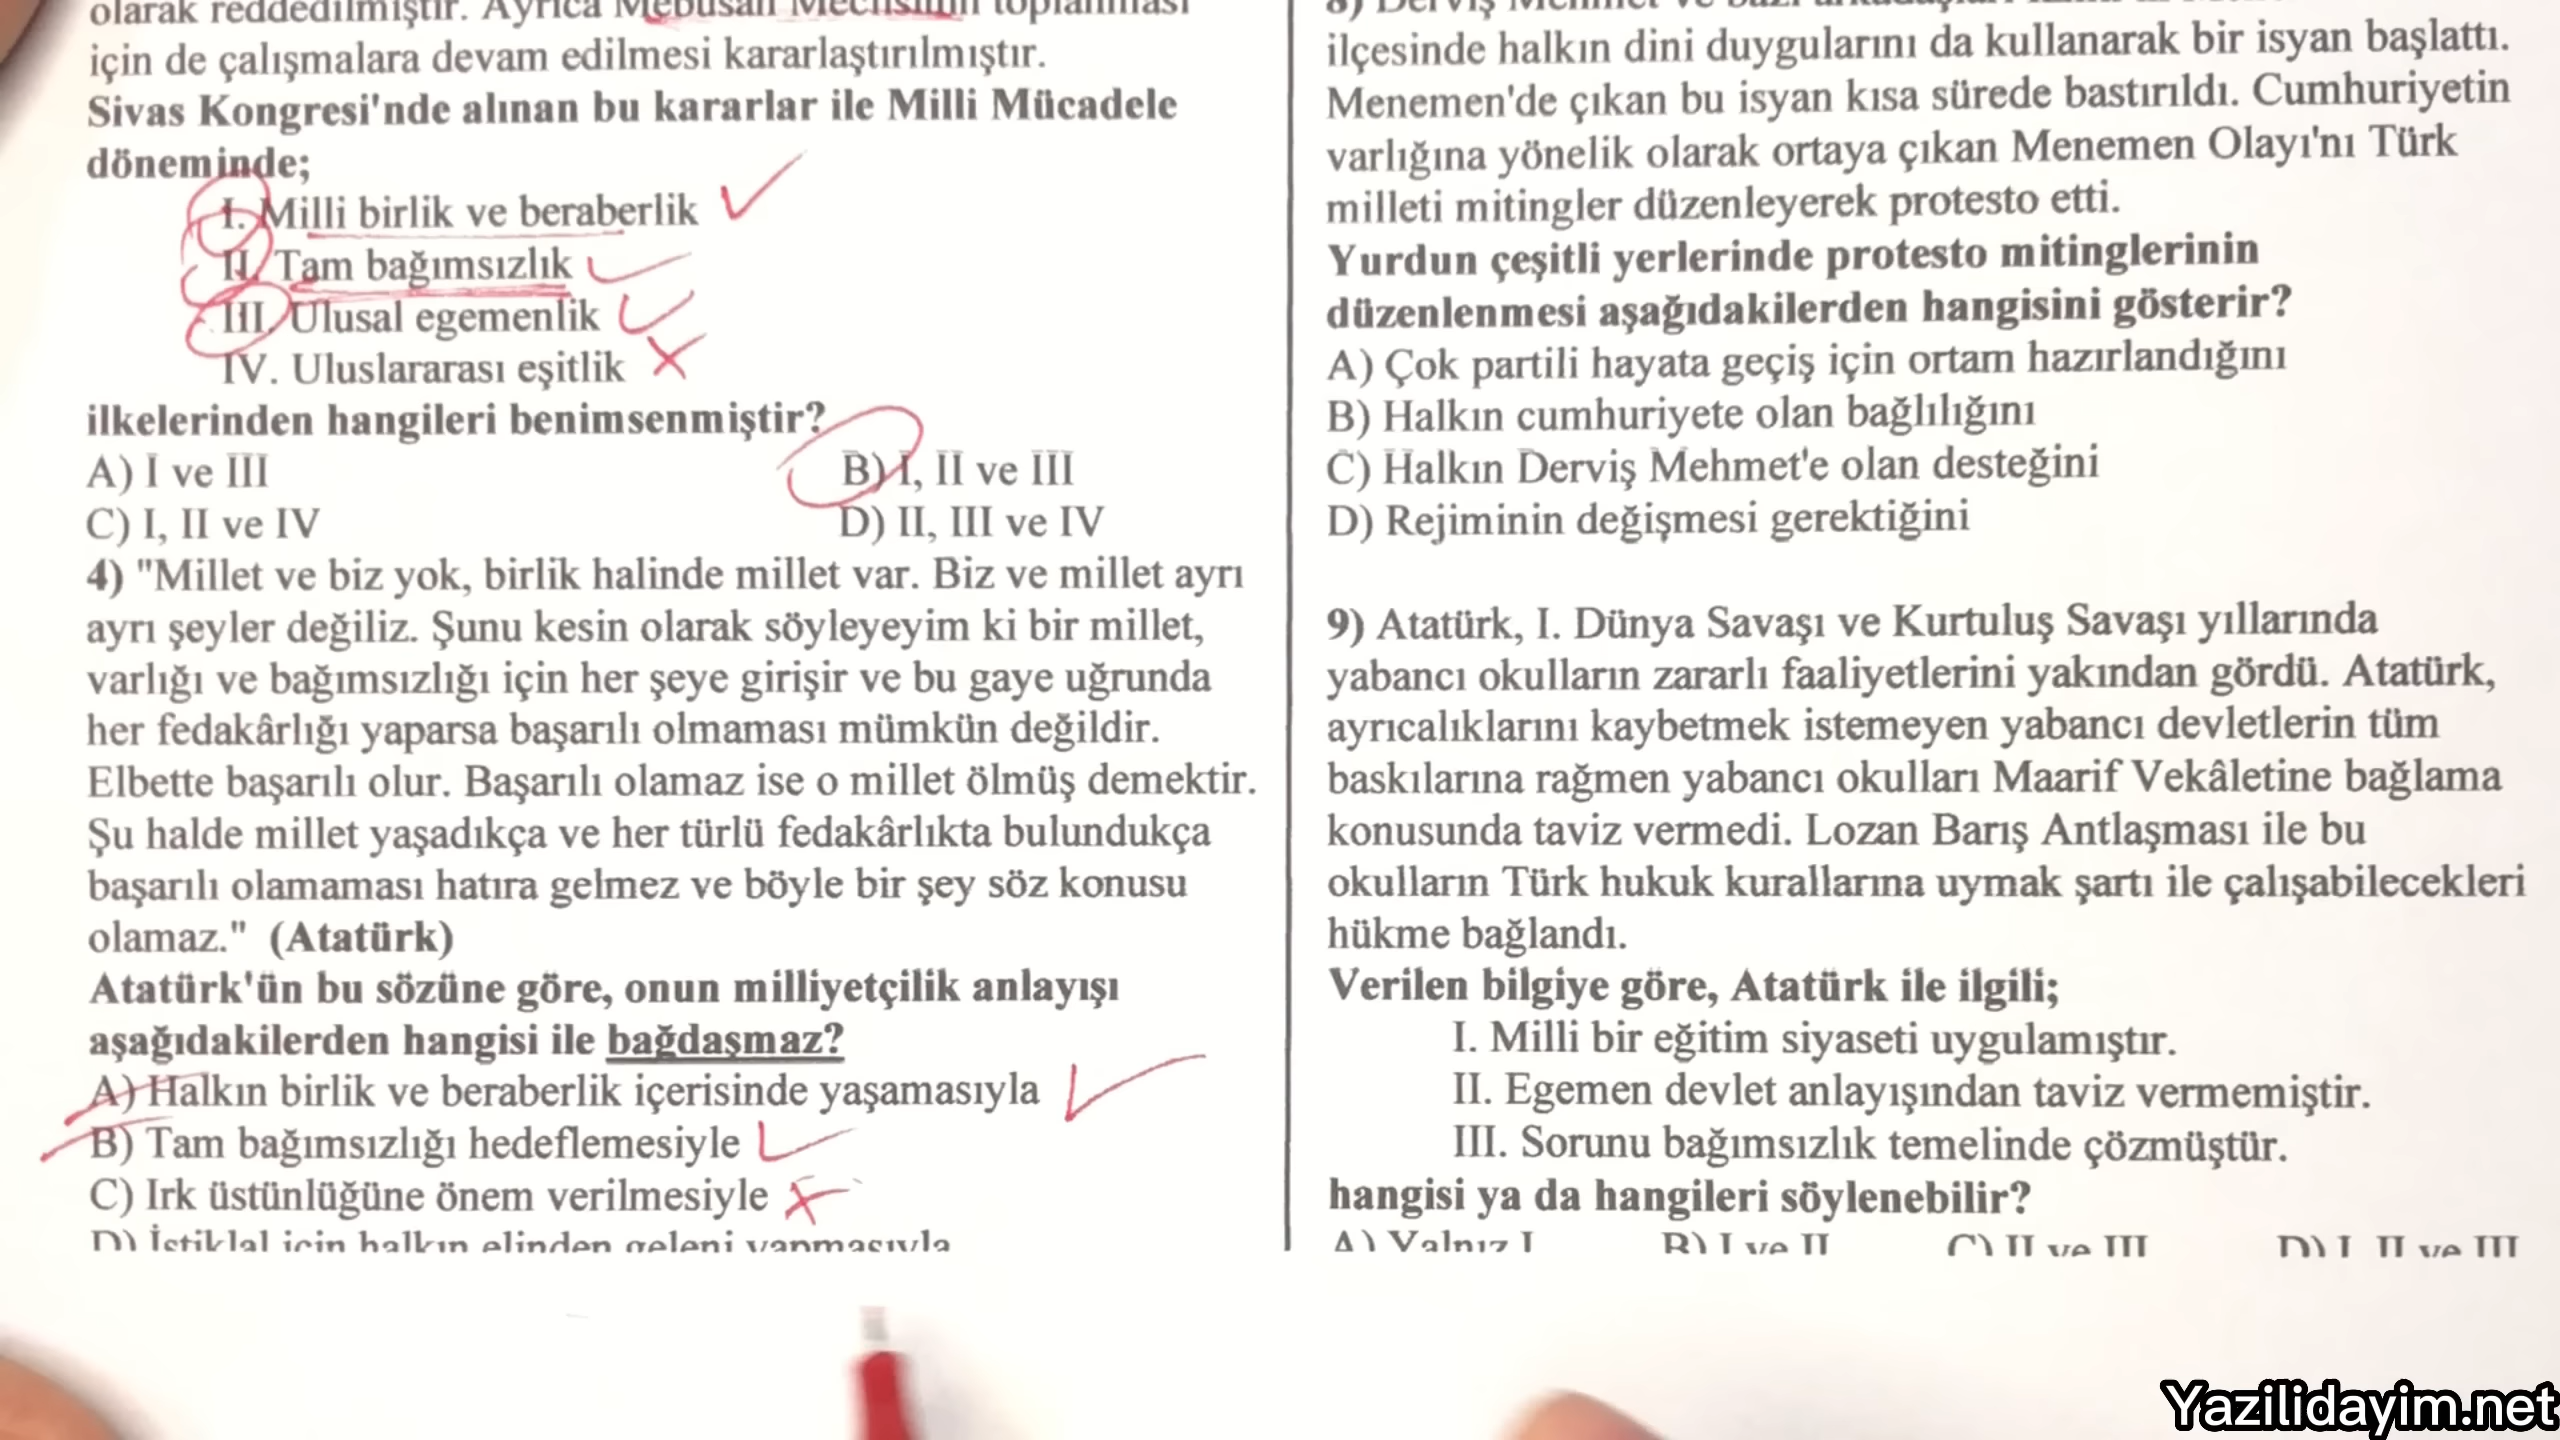 olarak reddedilmiştir. Ayrıca Mebusan Meclisinin toplanması
için de çalışmalara devam edilmesi kararlaştırılmıştır.
Sivas Kongresi'nde alınan bu kararlar ile Milli Mücadele
döneminde;
I. Milli birlik ve beraberlik
II. Tam bağımsızlık
III. Ulusal egemenlik
IV. Uluslararası eşitlik
ilkelerinden hangileri benimsenmiştir?
A) I ve III B) I, II ve III
C) I, II ve IV D) II, III ve IV
4) "Millet ve biz yok, birlik halinde millet var. Biz ve millet ayrı
ayrı şeyler değiliz. Şunu kesin olarak söyleyeyim ki bir millet,
varlığı ve bağımsızlığı için her şeye girişir ve bu gaye uğrunda
her fedakârlığı yaparsa başarılı olmaması mümkün değildir.
Elbette başarılı olur. Başarılı olamaz ise o millet ölmüş demektir.
Şu halde millet yaşadıkça ve her türlü fedakârlıkta bulundukça
başarılı olamaması hatıra gelmez ve böyle bir şey söz konusu
olamaz." (Atatürk)
Atatürk'ün bu sözüne göre, onun milliyetçilik anlayışı
aşağıdakilerden hangisi ile bağdaşmaz?
A) Halkın birlik ve beraberlik içerisinde yaşamasıyla
B) Tam bağımsızlığı hedeflemesiyle
C) Irk üstünlüğüne önem verilmesiyle
D) İstiklal için halkın elinden geleni yapmasıyla
8) Derviş Mehmet ve bazı
ilçesinde halkın dini duygularını da kullanarak bir isyan başlattı.
Menemen'de çıkan bu isyan kısa sürede bastırıldı. Cumhuriyetin
varlığına yönelik olarak ortaya çıkan Menemen Olayı'nı Türk
milleti mitingler düzenleyerek protesto etti.
Yurdun çeşitli yerlerinde protesto mitinglerinin
düzenlenmesi aşağıdakilerden hangisini gösterir?
A) Çok partili hayata geçiş için ortam hazırlandığını
B) Halkın cumhuriyete olan bağlılığını
C) Halkın Derviş Mehmet'e olan desteğini
D) Rejiminin değişmesi gerektiğini
9) Atatürk, I. Dünya Savaşı ve Kurtuluş Savaşı yıllarında
yabancı okulların zararlı faaliyetlerini yakından gördü. Atatürk,
ayrıcalıklarını kaybetmek istemeyen yabancı devletlerin tüm
baskılarına rağmen yabancı okulları Maarif Vekâletine bağlama
konusunda taviz vermedi. Lozan Barış Antlaşması ile bu
okulların Türk hukuk kurallarına uymak şartı ile çalışabilecekleri
hükme bağlandı.
Verilen bilgiye göre, Atatürk ile ilgili;
I. Milli bir eğitim siyaseti uygulamıştır.
II. Egemen devlet anlayışından taviz vermemiştir.
III. Sorunu bağımsızlık temelinde çözmüştür.
hangisi ya da hangileri söylenebilir?
A) Yalnız I B) I ve II C) II ve III D) I, II ve III
Yazilidayim.net